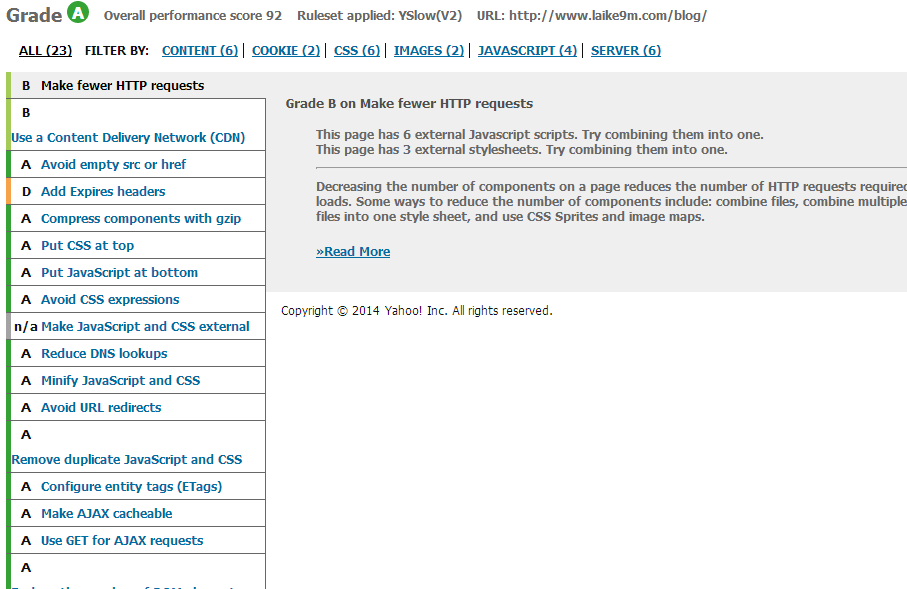 Grade A Overall performance score 92 Ruleset applied: YSlow(V2) URL: http://www.laike9m.com/blog/
ALL (23) FILTER BY: CONTENT (6) | COOKIE (2) | CSS (6) | IMAGES (2) | JAVASCRIPT (4) | SERVER (6)
B Make fewer HTTP requests
B
Use a Content Delivery Network (CDN)
A Avoid empty src or href
D Add Expires headers
A Compress components with gzip
A Put CSS at top
A Put JavaScript at bottom
A Avoid CSS expressions
n/a Make JavaScript and CSS external
A Reduce DNS lookups
A Minify JavaScript and CSS
A Avoid URL redirects
A
Remove duplicate JavaScript and CSS
A Configure entity tags (ETags)
A Make AJAX cacheable
A Use GET for AJAX requests
A
Grade B on Make fewer HTTP requests
This page has 6 external Javascript scripts. Try combining them into one.
This page has 3 external stylesheets. Try combining them into one.
Decreasing the number of components on a page reduces the number of HTTP requests required
loads. Some ways to reduce the number of components include: combine files, combine multiple
files into one style sheet, and use CSS Sprites and image maps.
»Read More
Copyright © 2014 Yahoo! Inc. All rights reserved.